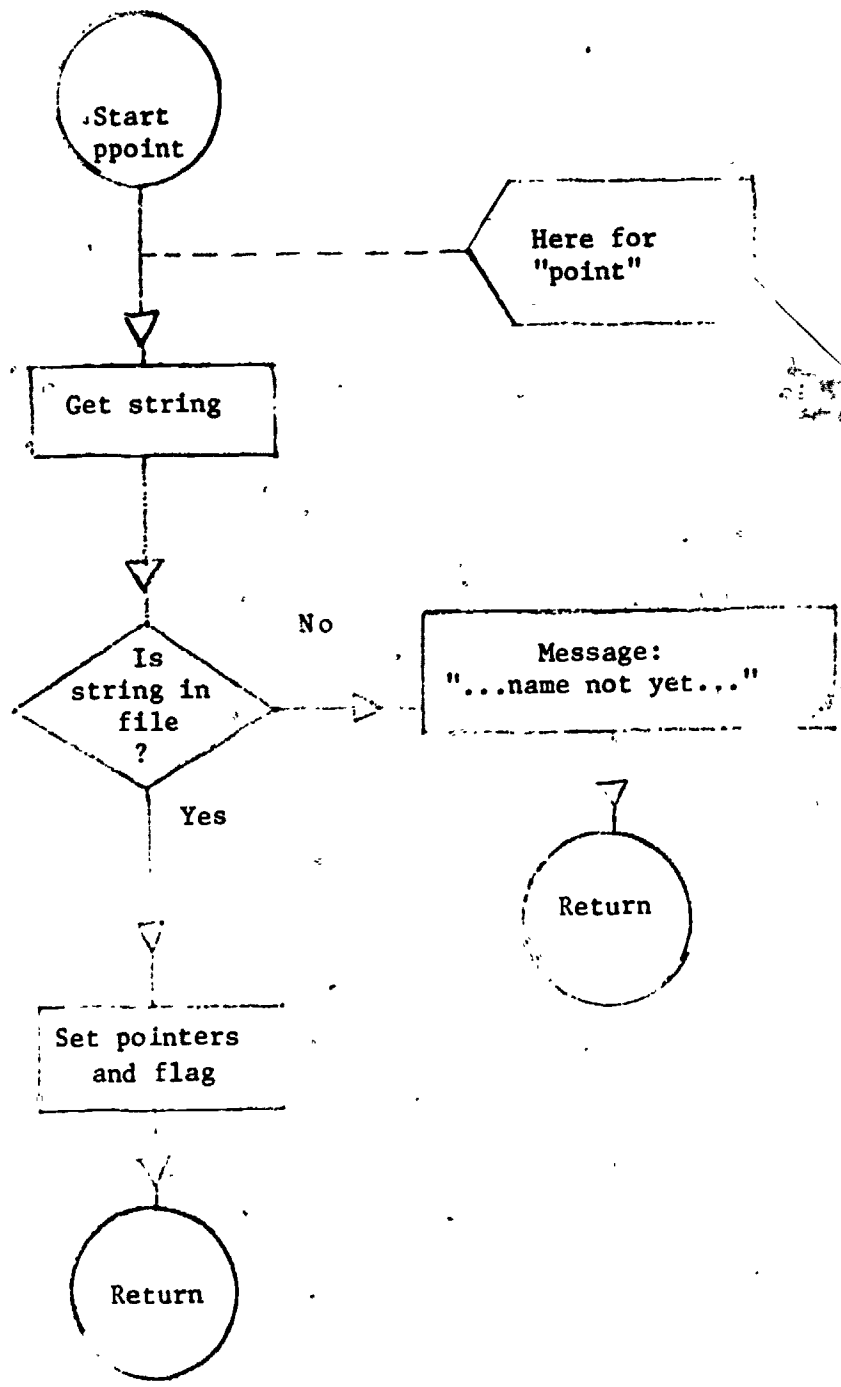 Start
ppoint
Here for
"point"
Get string
Is
string in
file
?
No
Message:
"...name not yet..."
Yes
Return
Set pointers
and flag
Return